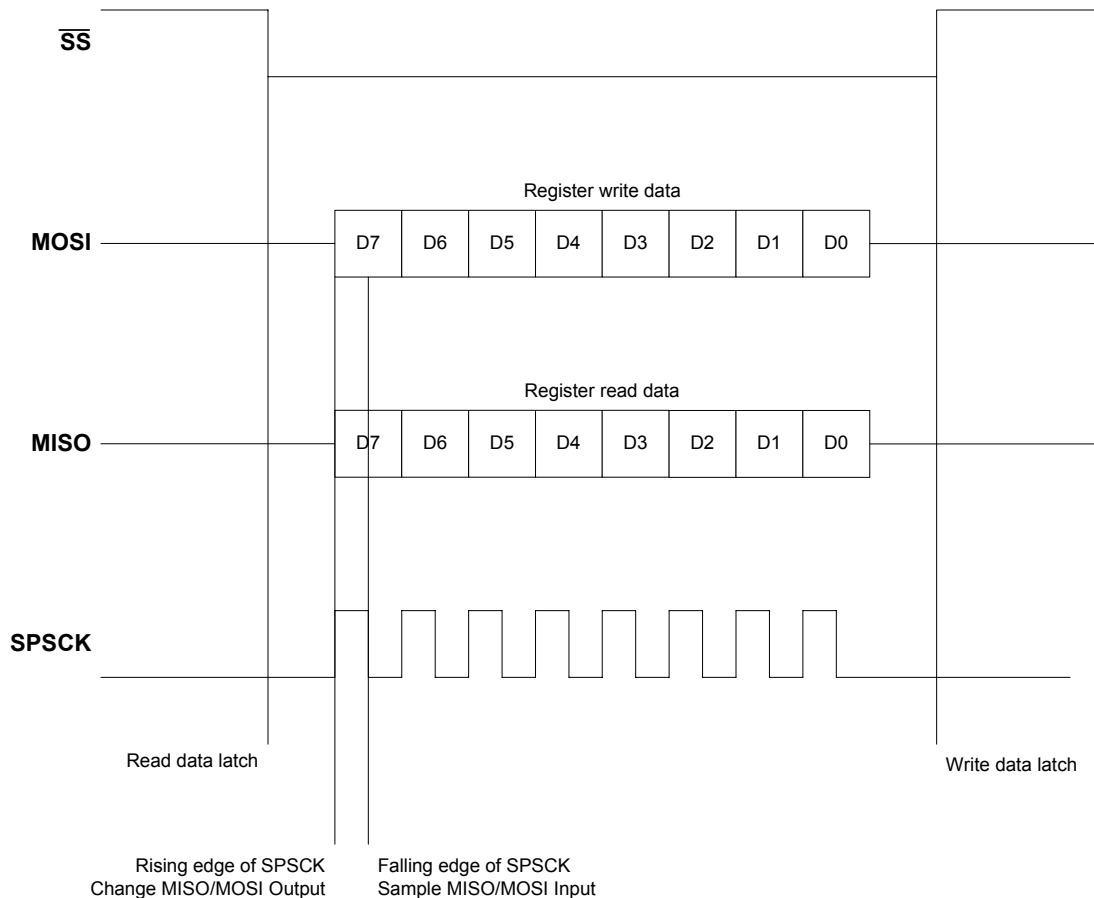 SS
Register write data
MOSI
D7 D6 D5 D4 D3 D2 D1 D0
Register read data
MISO
D7 D6 D5 D4 D3 D2 D1 D0
SPSCK
Read data latch
Write data latch
Rising edge of SPSCK
Change MISO/MOSI Output
Falling edge of SPSCK
Sample MISO/MOSI Input